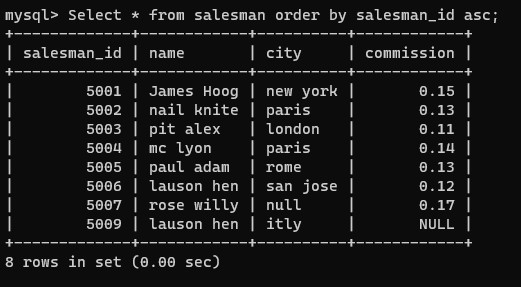 mysql> Select * from salesman order by salesman_id asc;
+-------------+------------+----------+------------+
| salesman_id | name       | city     | commission |
+-------------+------------+----------+------------+
|        5001 | James Hoog | new york |       0.15 |
|        5002 | nail knite | paris    |       0.13 |
|        5003 | pit alex   | london   |       0.11 |
|        5004 | mc lyon    | paris    |       0.14 |
|        5005 | paul adam  | rome     |       0.13 |
|        5006 | lauson hen | san jose |       0.12 |
|        5007 | rose willy | null     |       0.17 |
|        5009 | lauson hen | itly     |       NULL |
+-------------+------------+----------+------------+
8 rows in set (0.00 sec)